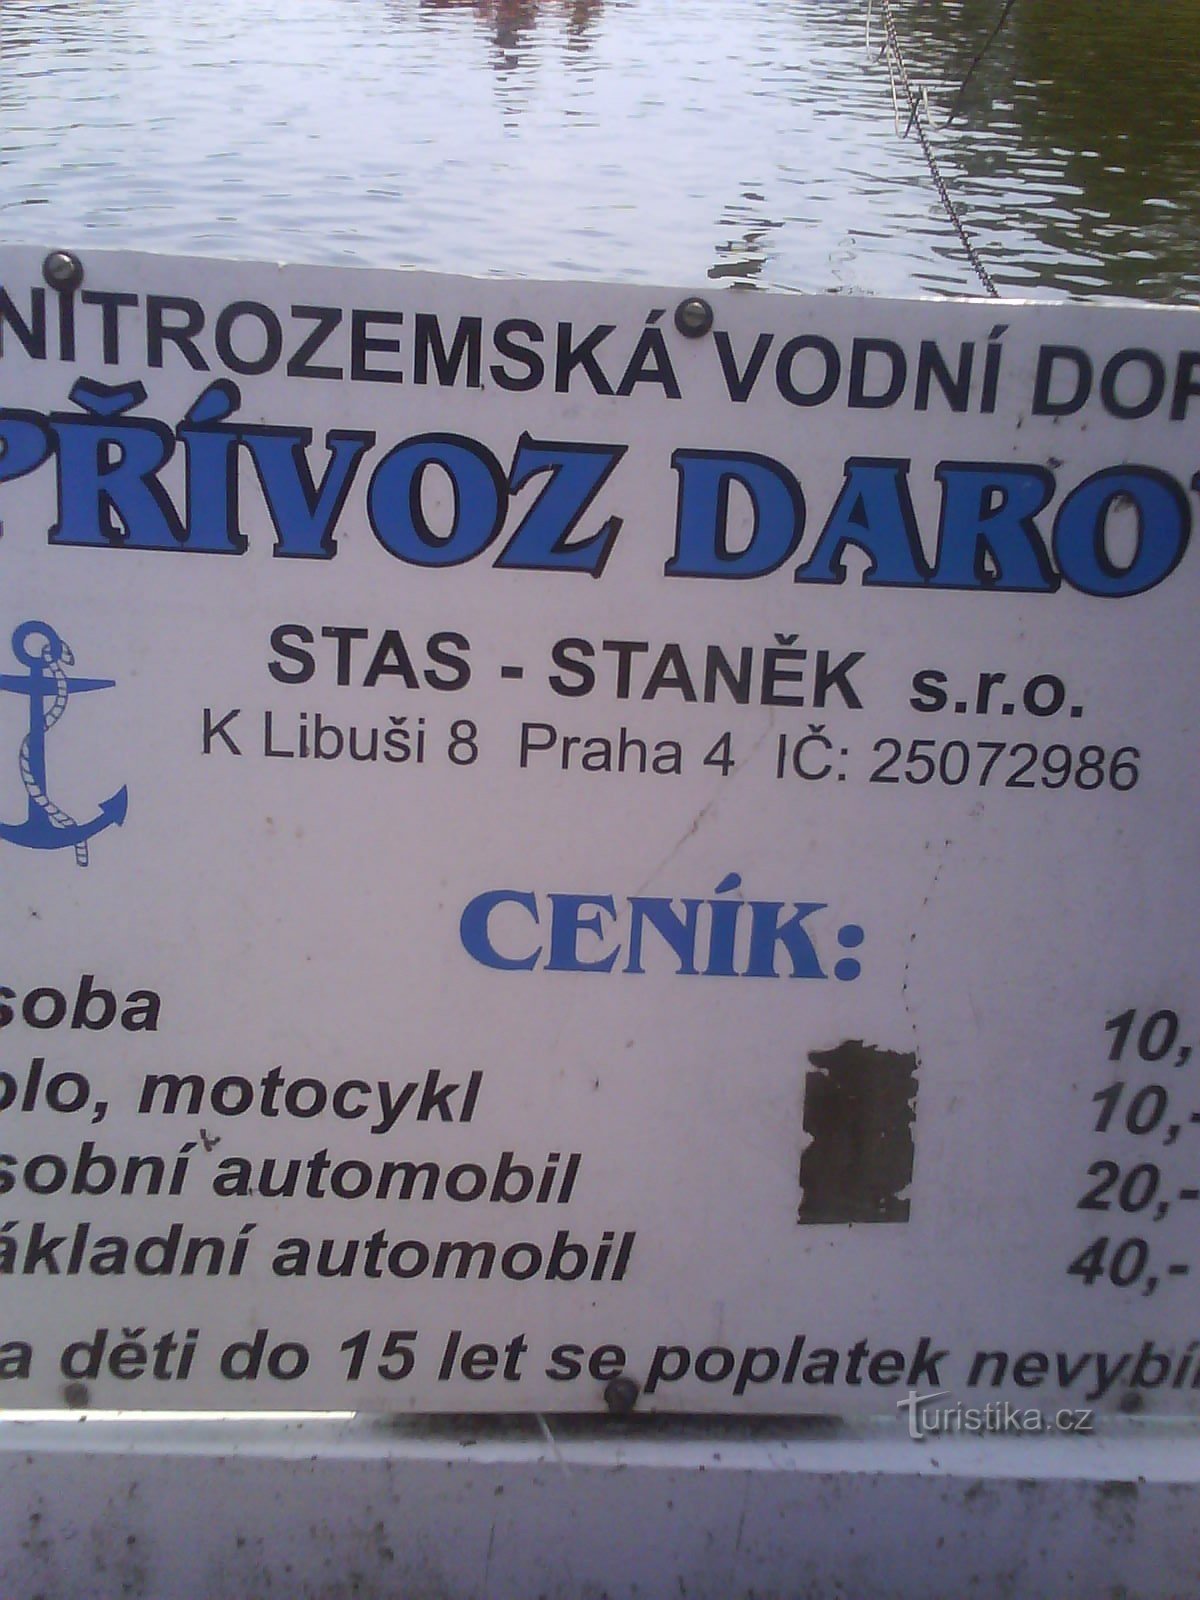 NITROZEMSKÁ VODNÍ DOP
PŘÍVOZ DARO
STAS - STANĚK s.r.o.
K Libuši 8 Praha 4 IČ: 25072986
CENÍK:
soba 10,
olo, motocykl 10,-
sobní automobil 20,-
ákladní automobil 40,-
a děti do 15 let se poplatek nevybí
Turistika.cz